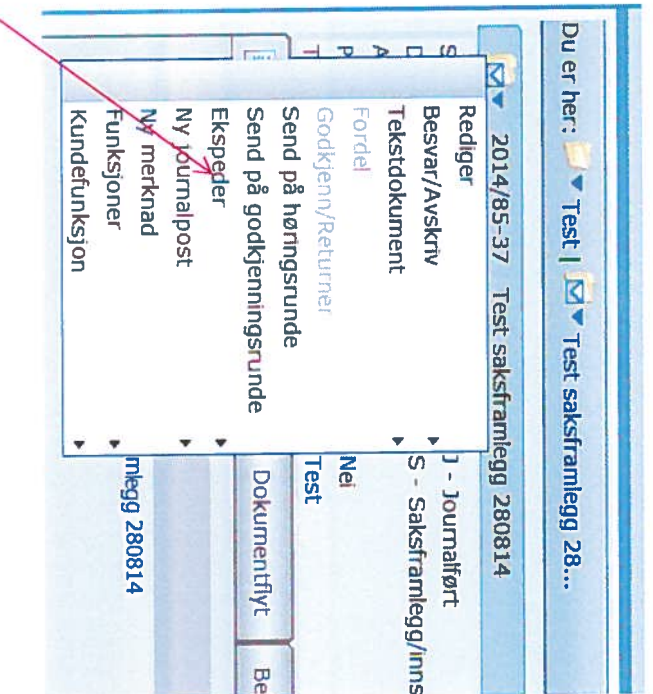 Du er her: Test | Test saksframlegg 28...
2014/85-37 Test saksframlegg 280814
Rediger
Besvar/Avskriv
Tekstdokument
Fordel
Godkjenn/Returner
Send på høringsrunde
Send på godkjenningsrunde
Ekspeder
Ny journalpost
Ny merknad
Funksjoner
Kundefunksjon
J - Journalført
S - Saksframlegg/inns
Nei
Test
Dokumentflyt
Be
mlegg 280814